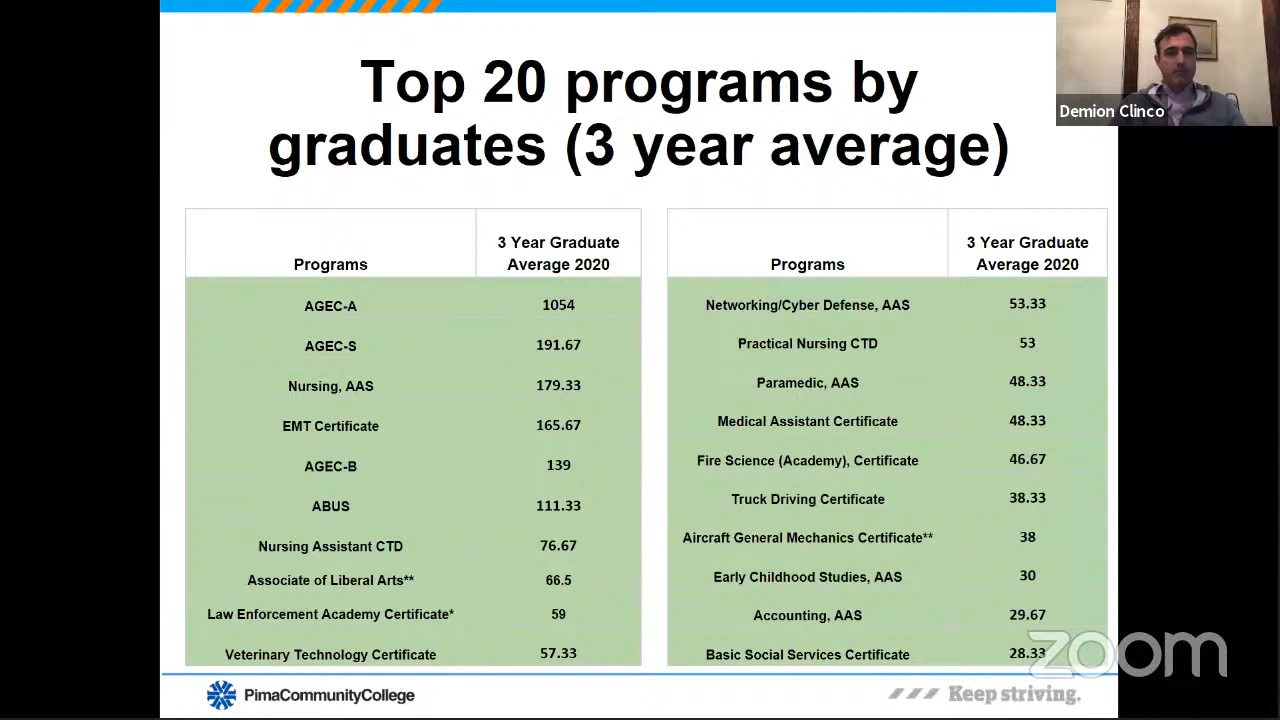 Top 20 programs by
graduates (3 year average)
Demion Clinco
Programs 3 Year Graduate Average 2020
AGEC-A 1054
AGEC-S 191.67
Nursing, AAS 179.33
EMT Certificate 165.67
AGEC-B 139
ABUS 111.33
Nursing Assistant CTD 76.67
Associate of Liberal Arts** 66.5
Law Enforcement Academy Certificate* 59
Veterinary Technology Certificate 57.33
Programs 3 Year Graduate Average 2020
Networking/Cyber Defense, AAS 53.33
Practical Nursing CTD 53
Paramedic, AAS 48.33
Medical Assistant Certificate 48.33
Fire Science (Academy), Certificate 46.67
Truck Driving Certificate 38.33
Aircraft General Mechanics Certificate** 38
Early Childhood Studies, AAS 30
Accounting, AAS 29.67
Basic Social Services Certificate 28.33
zoom
PimaCommunityCollege
Keep striving.